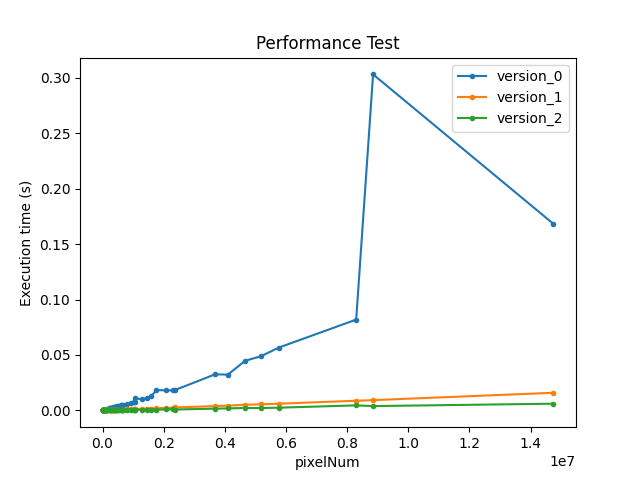 Performance Test
version_0
version_1
version_2
Execution time (s)
0.30
0.25
0.20
0.15
0.10
0.05
0.00
0.0 0.2 0.4 0.6 0.8 1.0 1.2 1.4
1e7
pixelNum